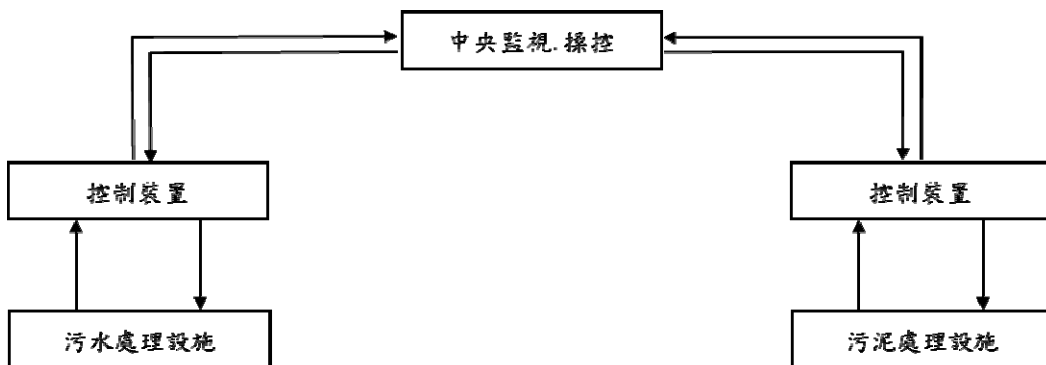 中央監視.操控
控制裝置
控制裝置
污水處理設施
污泥處理設施